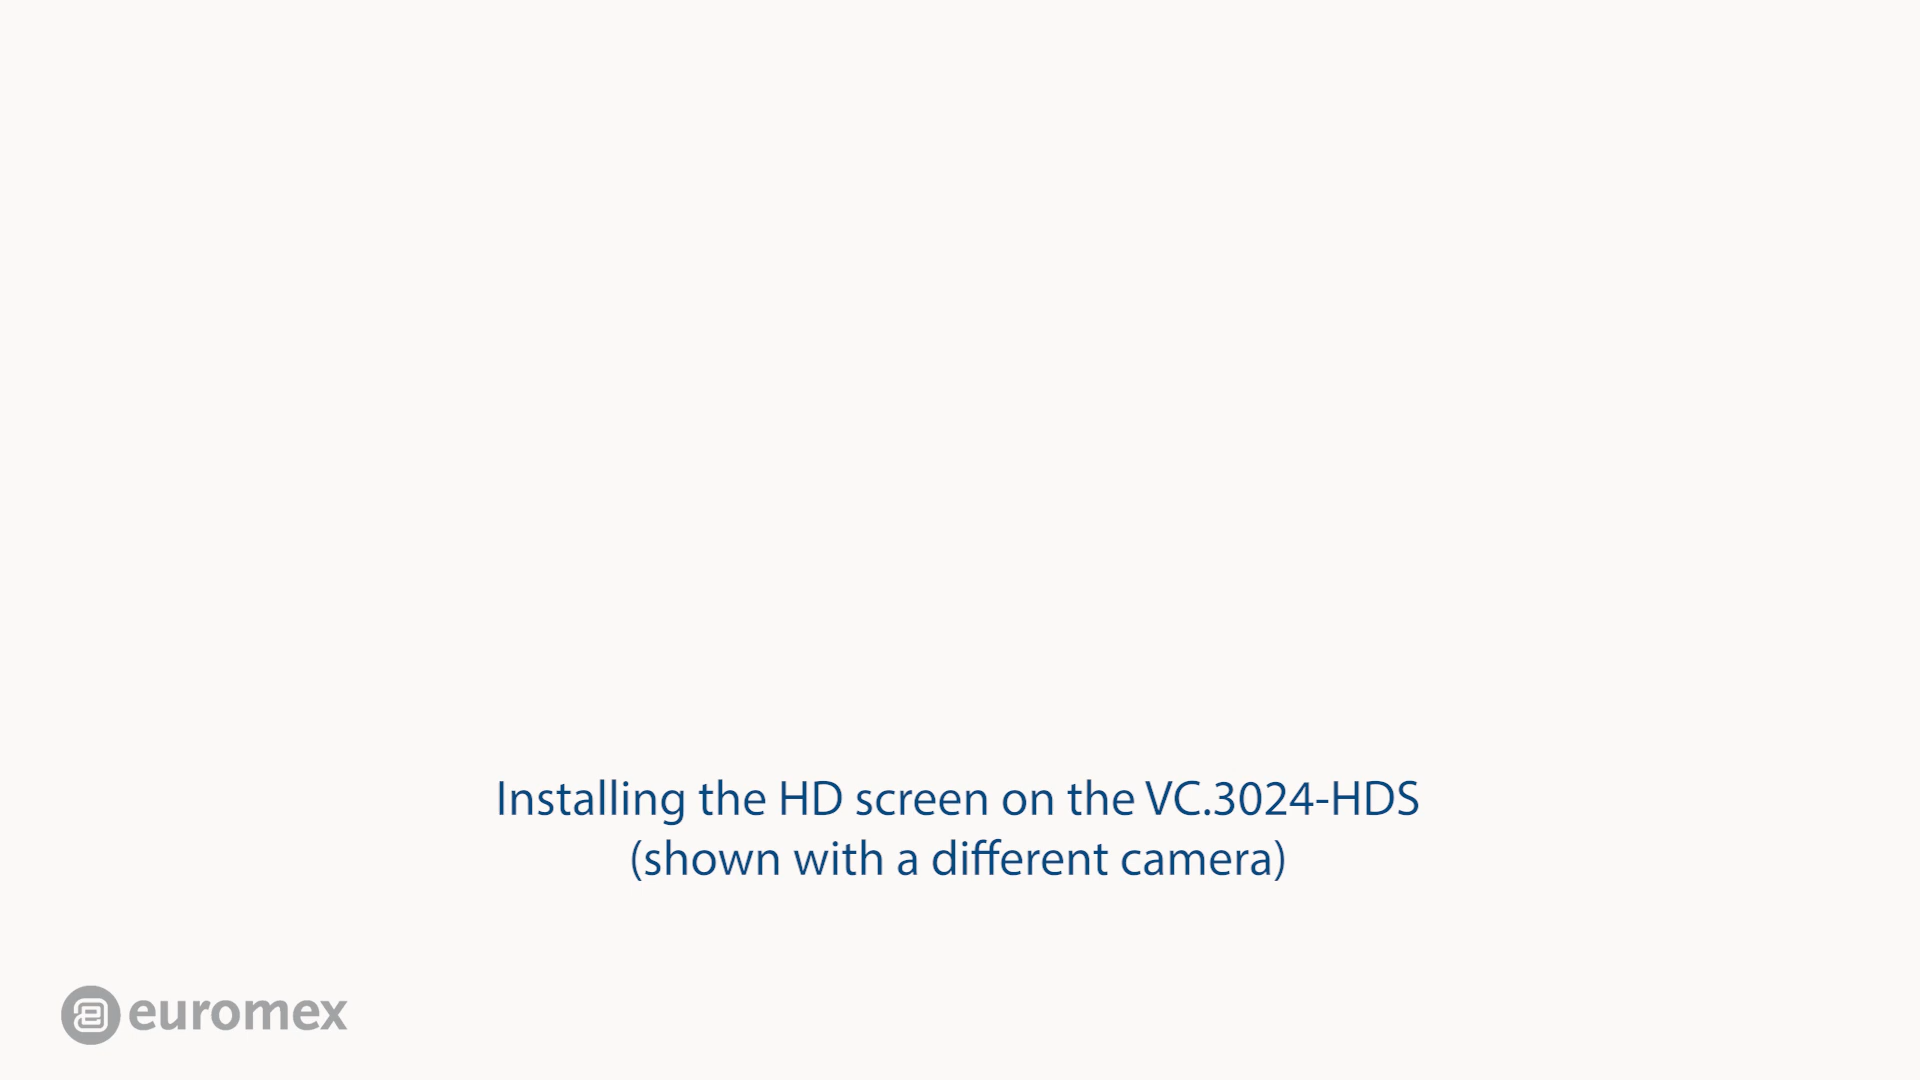 Installing the HD screen on the VC.3024-HDS
(shown with a different camera)
euromex